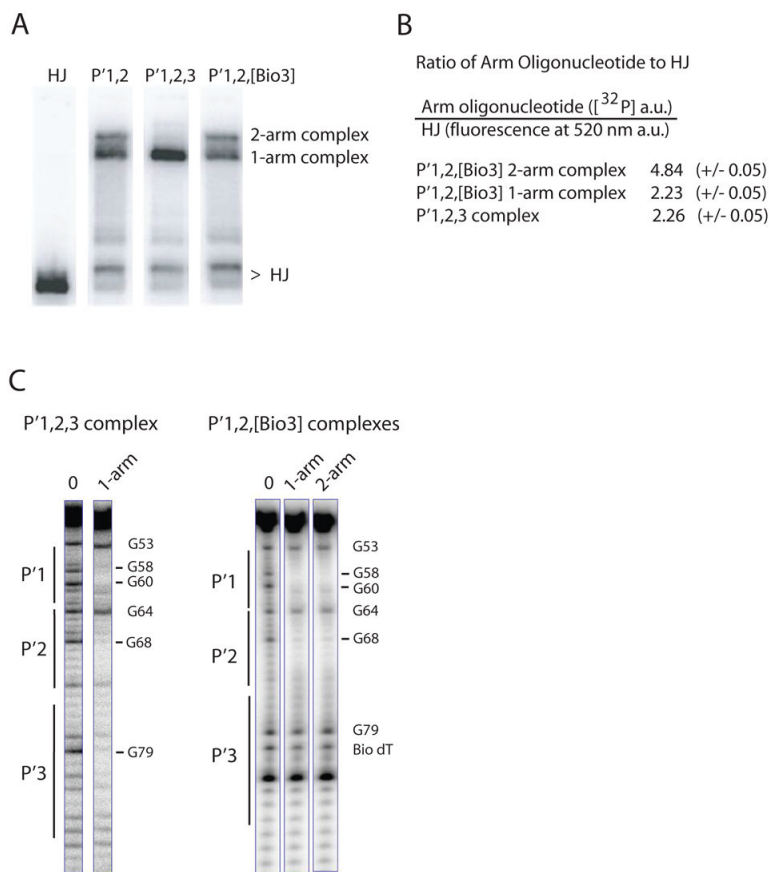 A
HJ P'1,2 P'1,2,3 P'1,2,[Bio3]
2-arm complex
1-arm complex
> HJ
B
Ratio of Arm Oligonucleotide to HJ
Arm oligonucleotide ([32P] a.u.)
HJ (fluorescence at 520 nm a.u.)
P'1,2,[Bio3] 2-arm complex 4.84 (+/- 0.05)
P'1,2,[Bio3] 1-arm complex 2.23 (+/- 0.05)
P'1,2,3 complex 2.26 (+/- 0.05)
C
P'1,2,3 complex
0 1-arm
P'1
P'2
P'3
G53
G58
G60
G64
G68
G79
P'1,2,[Bio3] complexes
0 1-arm 2-arm
P'1
P'2
P'3
G53
G58
G60
G64
G68
G79
Bio dT